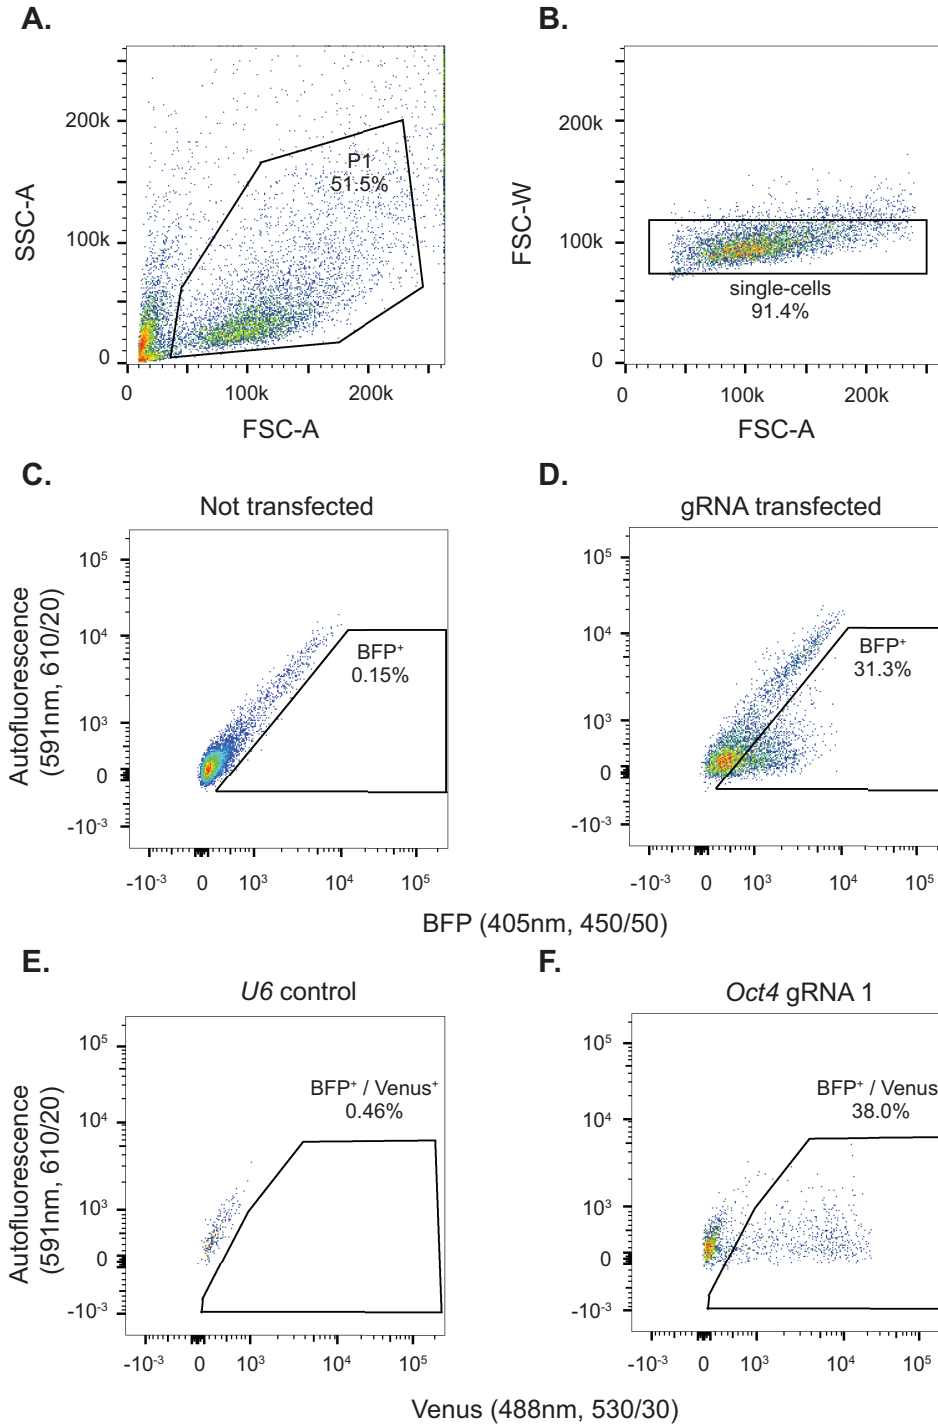 A.
SSC-A
200k
100k
0
P1
51.5%
0
100k
200k
FSC-A
B.
FSC-W
200k
100k
0
single-cells
91.4%
0
100k
200k
FSC-A
C.
Not transfected
Autofluorescence
(591nm, 610/20)
10⁵
10⁴
10³
0
-10⁻³
BFP⁺
0.15%
-10⁻³
0
10³
10⁴
10⁵
D.
gRNA transfected
10⁵
10⁴
10³
0
-10⁻³
BFP⁺
31.3%
-10⁻³
0
10³
10⁴
10⁵
BFP (405nm, 450/50)
E.
U6 control
Autofluorescence
(591nm, 610/20)
10⁵
10⁴
10³
0
-10⁻³
BFP⁺ / Venus⁺
0.46%
-10⁻³
0
10³
10⁴
10⁵
F.
Oct4 gRNA 1
10⁵
10⁴
10³
0
-10⁻³
BFP⁺ / Venus
38.0%
-10⁻³
0
10³
10⁴
10⁵
Venus (488nm, 530/30)